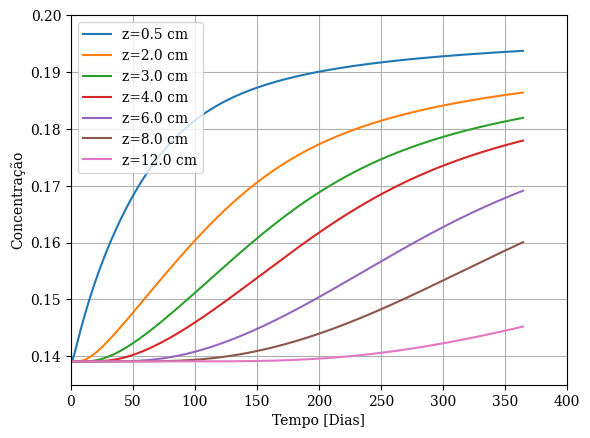 0.20
0.19
0.18
0.17
0.16
0.15
0.14
Concentração
z=0.5 cm
z=2.0 cm
z=3.0 cm
z=4.0 cm
z=6.0 cm
z=8.0 cm
z=12.0 cm
0 50 100 150 200 250 300 350 400
Tempo [Dias]